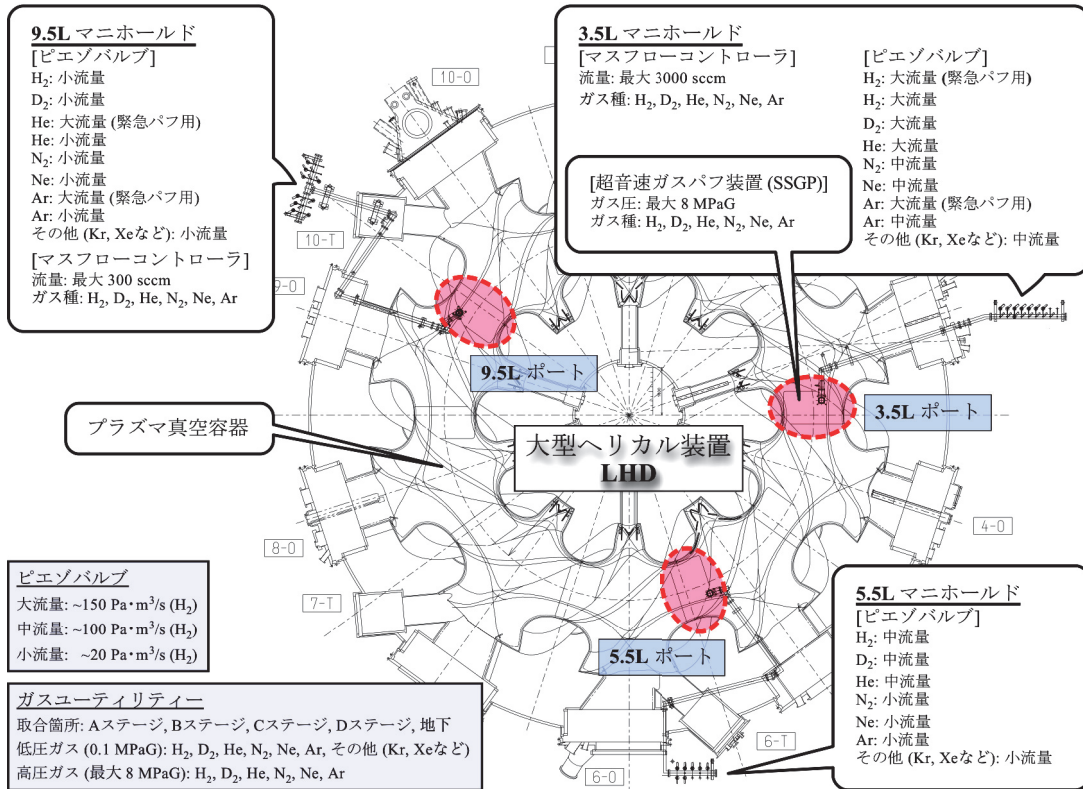 9.5L マニホールド
[ピエゾバルブ]
H₂: 小流量
D₂: 小流量
He: 大流量 (緊急パフ用)
He: 小流量
N₂: 小流量
Ne: 小流量
Ar: 大流量 (緊急パフ用)
Ar: 小流量
その他 (Kr, Xeなど): 小流量
[マスフローコントローラ]
流量: 最大 300 sccm
ガス種: H₂, D₂, He, N₂, Ne, Ar
3.5L マニホールド
[マスフローコントローラ]
流量: 最大 3000 sccm
ガス種: H₂, D₂, He, N₂, Ne, Ar
[ピエゾバルブ]
H₂: 大流量 (緊急パフ用)
H₂: 大流量
D₂: 大流量
He: 大流量
N₂: 中流量
Ne: 中流量
Ar: 大流量 (緊急パフ用)
Ar: 中流量
その他 (Kr, Xeなど): 中流量
[超音速ガスパフ装置 (SSGP)]
ガス圧: 最大 8 MPaG
ガス種: H₂, D₂, He, N₂, Ne, Ar
10-O
10-T
9-O
9.5L ポート
3.5L ポート
プラズマ真空容器
大型ヘリカル装置
LHD
4-O
8-O
7-T
5.5L ポート
6-T
6-O
ピエゾバルブ
大流量: ~150 Pa・m³/s (H₂)
中流量: ~100 Pa・m³/s (H₂)
小流量: ~20 Pa・m³/s (H₂)
ガスユーティリティー
取合箇所: Aステージ, Bステージ, Cステージ, Dステージ, 地下
低圧ガス (0.1 MPaG): H₂, D₂, He, N₂, Ne, Ar, その他 (Kr, Xeなど)
高圧ガス (最大 8 MPaG): H₂, D₂, He, N₂, Ne, Ar
5.5L マニホールド
[ピエゾバルブ]
H₂: 中流量
D₂: 中流量
He: 中流量
N₂: 小流量
Ne: 小流量
Ar: 小流量
その他 (Kr, Xeなど): 小流量